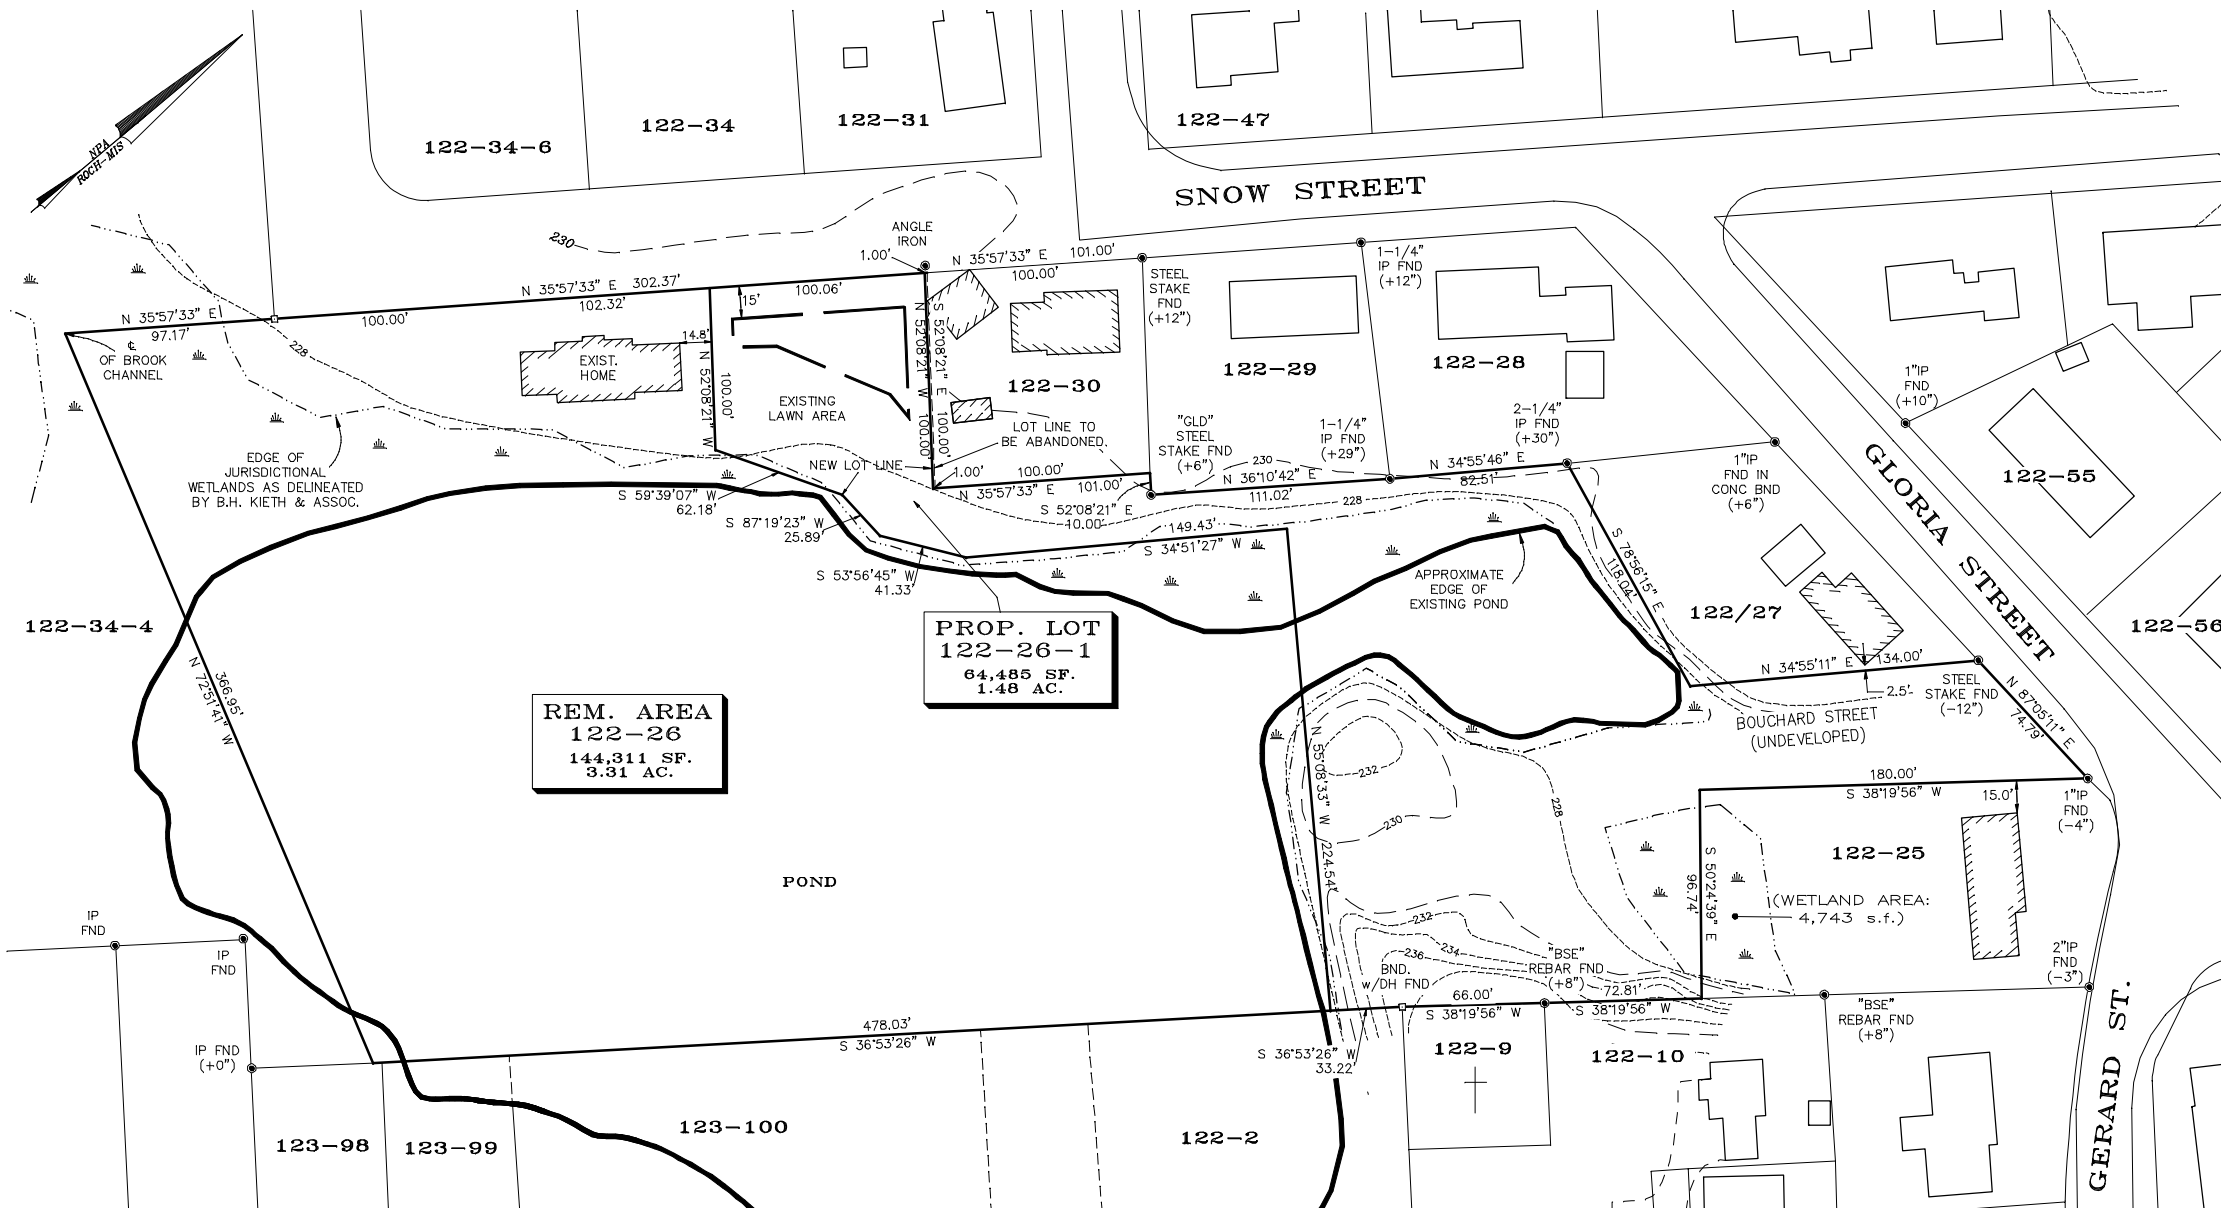 122-34-6
122-34
122-31
122-47
NPA
ROCH-MIS
SNOW STREET
230
ANGLE
IRON
1.00'
N 35°57'33" E
101.00'
100.00'
1-1/4"
IP FND
(+12")
STEEL
STAKE
FND
(+12")
N 35°57'33" E 302.37'
102.32'
100.06'
15'
N 35°57'33" E
97.17'
100.00'
℄
OF BROOK
CHANNEL
228
EXIST.
HOME
14.8'
N 52°08'21" W
100.00'
EXISTING
LAWN AREA
N 52°08'21" W 100.00'
S 52°08'21" E 100.00'
122-30
122-29
122-28
LOT LINE TO
BE ABANDONED.
"GLD"
STEEL
STAKE FND
(+6")
1-1/4"
IP FND
(+29")
2-1/4"
IP FND
(+30")
1"IP
FND
(+10")
1"IP
FND IN
CONC BND
(+6")
GLORIA STREET
122-55
122-56
EDGE OF
JURISDICTIONAL
WETLANDS AS DELINEATED
BY B.H. KIETH & ASSOC.
NEW LOT LINE
1.00'
100.00'
N 35°57'33" E
101.00'
S 52°08'21" E
10.00'
230
N 36°10'42" E
111.02'
N 34°55'46" E
82.51'
228
S 59°39'07" W
62.18'
S 87°19'23" W
25.89'
S 53°56'45" W
41.33'
149.43'
S 34°51'27" W
APPROXIMATE
EDGE OF
EXISTING POND
S 78°56'15" E
118.04'
122/27
N 34°55'11" E
134.00'
2.5'
STEEL
STAKE FND
(-12")
N 87°05'11" E
74.79'
BOUCHARD STREET
(UNDEVELOPED)
122-34-4
366.95'
N 72°51'41" W
PROP. LOT
122-26-1
64,485 SF.
1.48 AC.
REM. AREA
122-26
144,311 SF.
3.31 AC.
POND
N 55°08'33" W
224.54'
232
230
228
180.00'
S 38°19'56" W
15.0'
1"IP
FND
(-4")
122-25
S 50°24'39" E
96.74'
(WETLAND AREA:
4,743 s.f.)
2"IP
FND
(-3")
IP
FND
IP
FND
IP FND
(+0")
232
234
236
BND.
w/DH FND
"BSE"
REBAR FND
(+8")
66.00'
S 38°19'56" W
72.81'
S 38°19'56" W
"BSE"
REBAR FND
(+8")
478.03'
S 36°53'26" W
S 36°53'26" W
33.22'
122-9
122-10
123-98
123-99
123-100
122-2
GERARD ST.